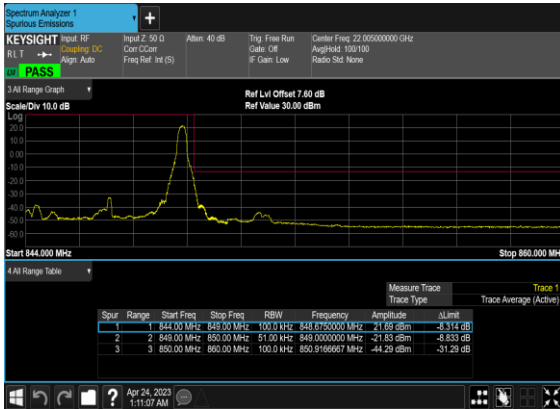 Spectrum Analyzer 1
Spurious Emissions
+
KEYSIGHT
R L T
LNI PASS
Input: RF
Coupling: DC
Align: Auto
Input Z: 50 Ω
Corr CCorr
Freq Ref: Int (S)
Atten: 40 dB
Trig: Free Run
Gate: Off
IF Gain: Low
Center Freq: 22.005000000 GHz
Avg|Hold: 100/100
Radio Std: None
3 All Range Graph
Scale/Div 10.0 dB
Ref Lvl Offset 7.60 dB
Ref Value 30.00 dBm
Log
20.0
10.0
0.00
-10.0
-20.0
-30.0
-40.0
-50.0
-60.0
Start 844.000 MHz
Stop 860.000 MH
4 All Range Table
Measure Trace Trace 1
Trace Type Trace Average (Active)
Spur Range Start Freq Stop Freq RBW Frequency Amplitude ΔLimit
1 1 844.00 MHz 849.00 MHz 100.0 kHz 848.6750000 MHz 21.69 dBm -8.314 dB
2 2 849.00 MHz 850.00 MHz 51.00 kHz 849.0000000 MHz -21.83 dBm -8.833 dB
3 3 850.00 MHz 860.00 MHz 100.0 kHz 850.9166667 MHz -44.29 dBm -31.29 dB
?
Apr 24, 2023
1:11:07 AM